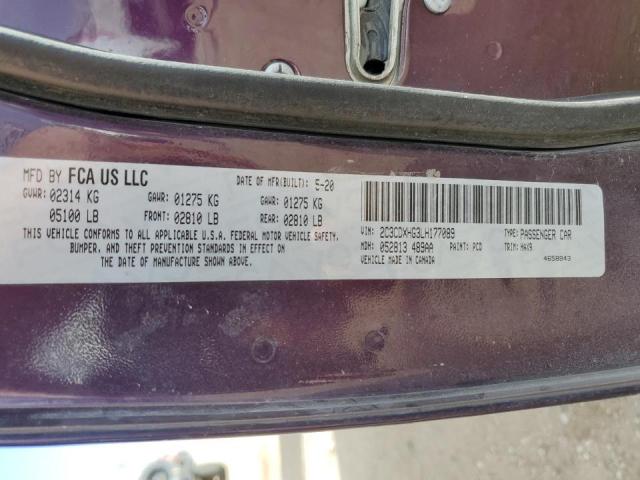 MFD BY FCA US LLC DATE OF MFR(BUILT): 5-20
GVWR: 02314 KG GAWR: 01275 KG GAWR: 01275 KG
05100 LB FRONT: 02810 LB REAR: 02810 LB
THIS VEHICLE CONFORMS TO ALL APPLICABLE U.S.A. FEDERAL MOTOR VEHICLE SAFETY,
BUMPER, AND THEFT PREVENTION STANDARDS IN EFFECT ON
THE DATE OF MANUFACTURE SHOWN ABOVE.
VIN: 2C3CDXHG3LH177089 TYPE: PASSENGER CAR
MDH: 052813 489AA PAINT: PCD TRIM: HAX9
VEHICLE MADE IN CANADA 4658843